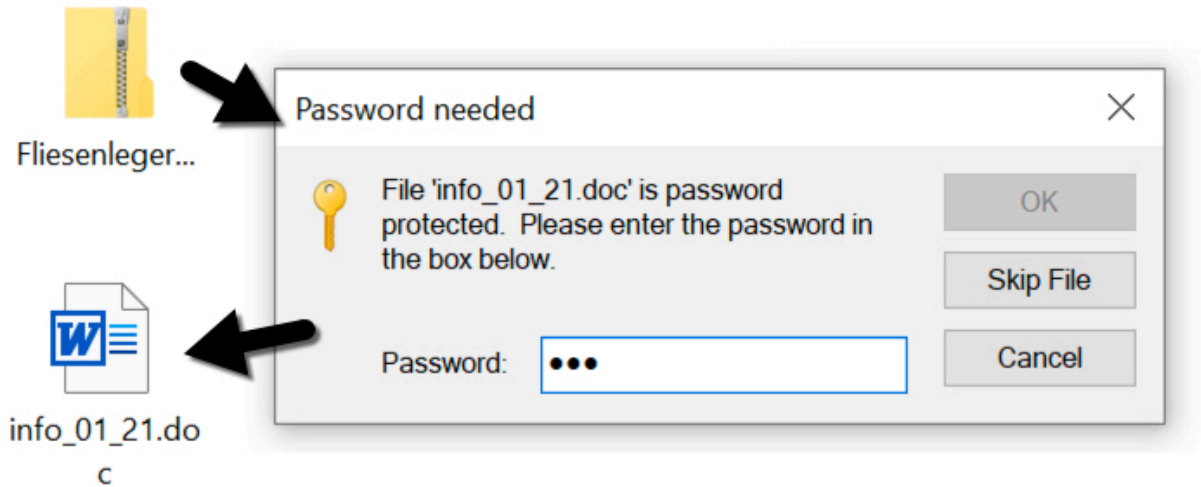 Fliesenleger...
Password needed
File 'info_01_21.doc' is password
protected.  Please enter the password in
the box below.
OK
Skip File
Password: ●●●
Cancel
info_01_21.do
c